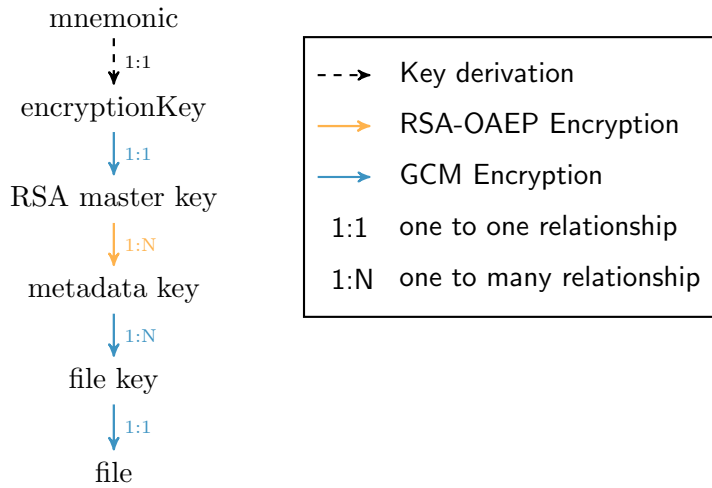 mnemonic
1:1
encryptionKey
1:1
RSA master key
1:N
metadata key
1:N
file key
1:1
file
Key derivation
RSA-OAEP Encryption
GCM Encryption
1:1 one to one relationship
1:N one to many relationship